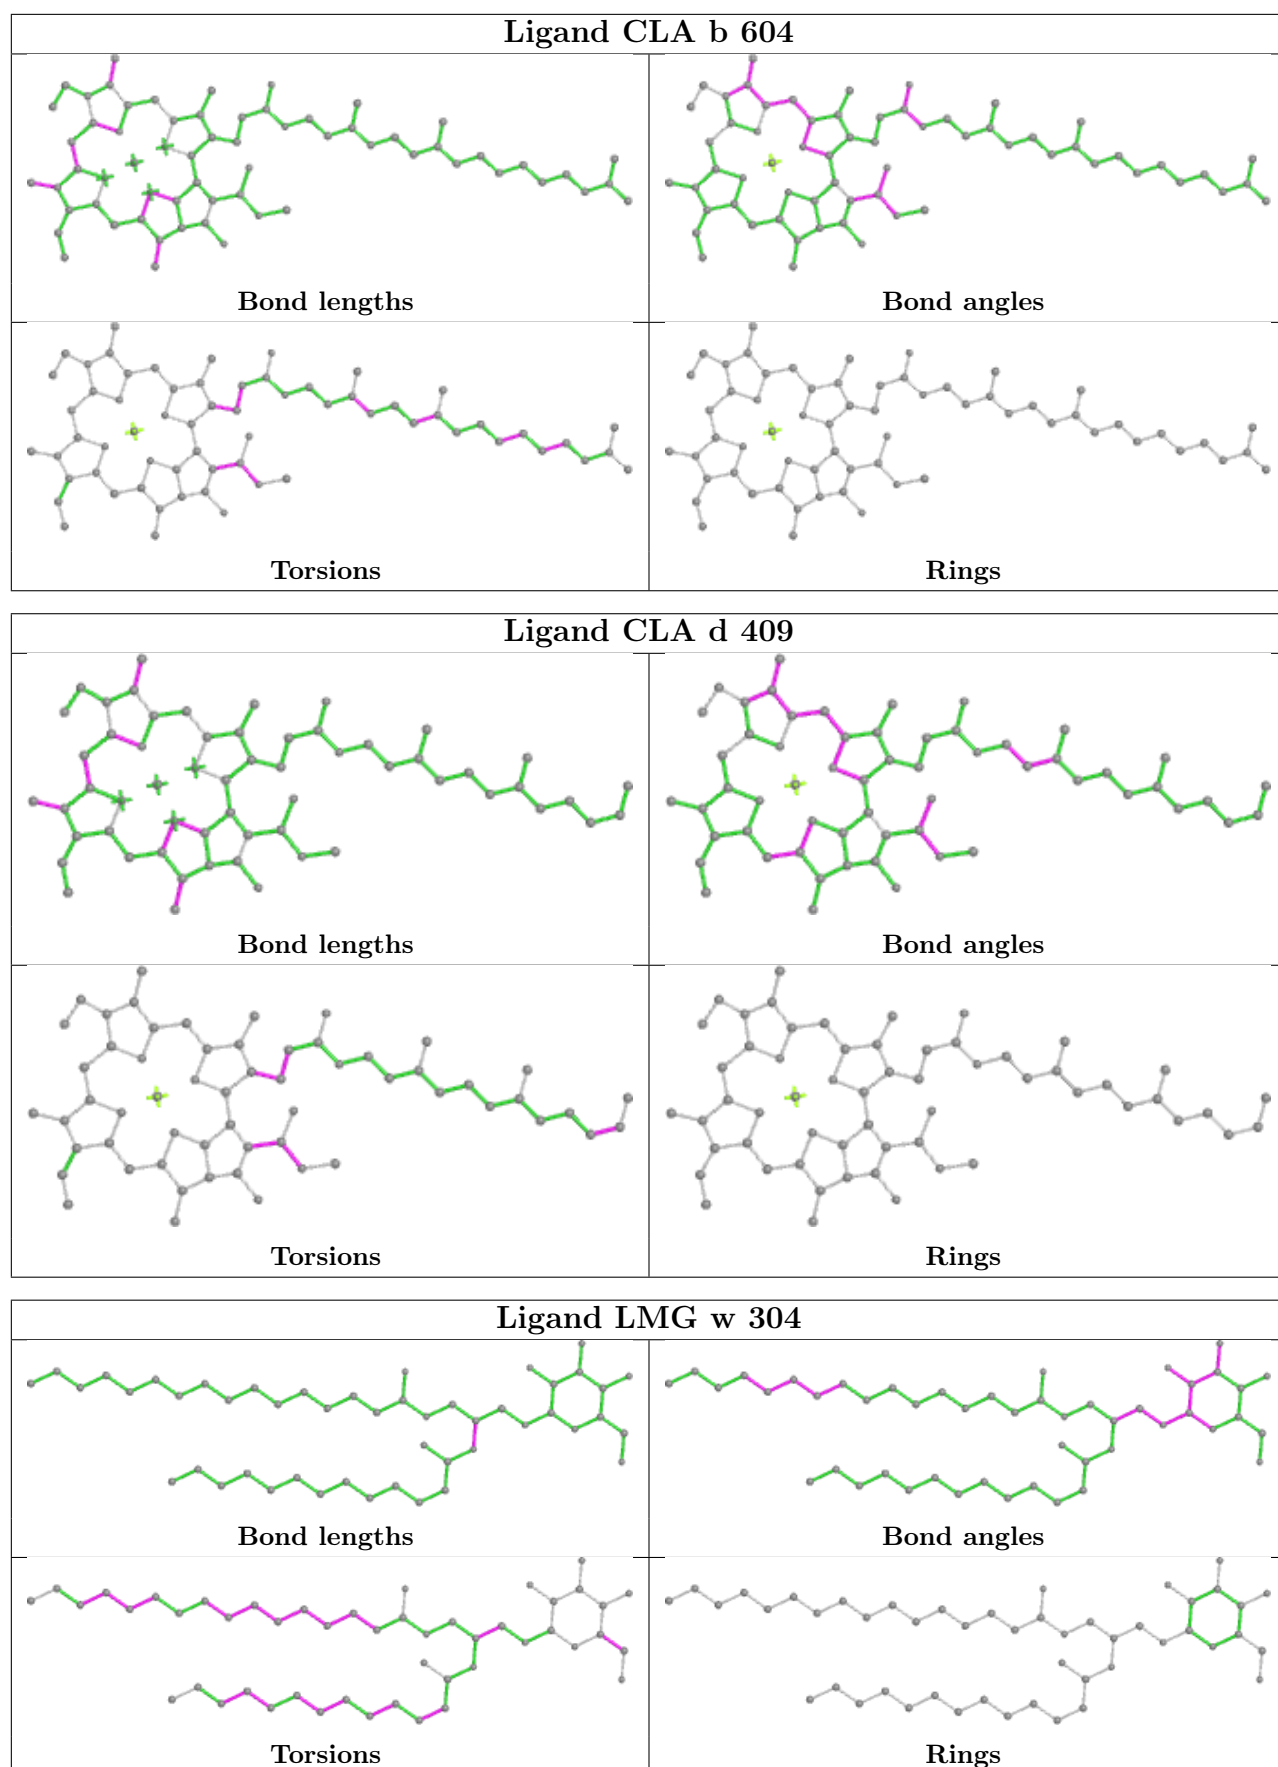 Ligand CLA b 604
Bond lengths
Bond angles
Torsions
Rings
Ligand CLA d 409
Bond lengths
Bond angles
Torsions
Rings
Ligand LMG w 304
Bond lengths
Bond angles
Torsions
Rings